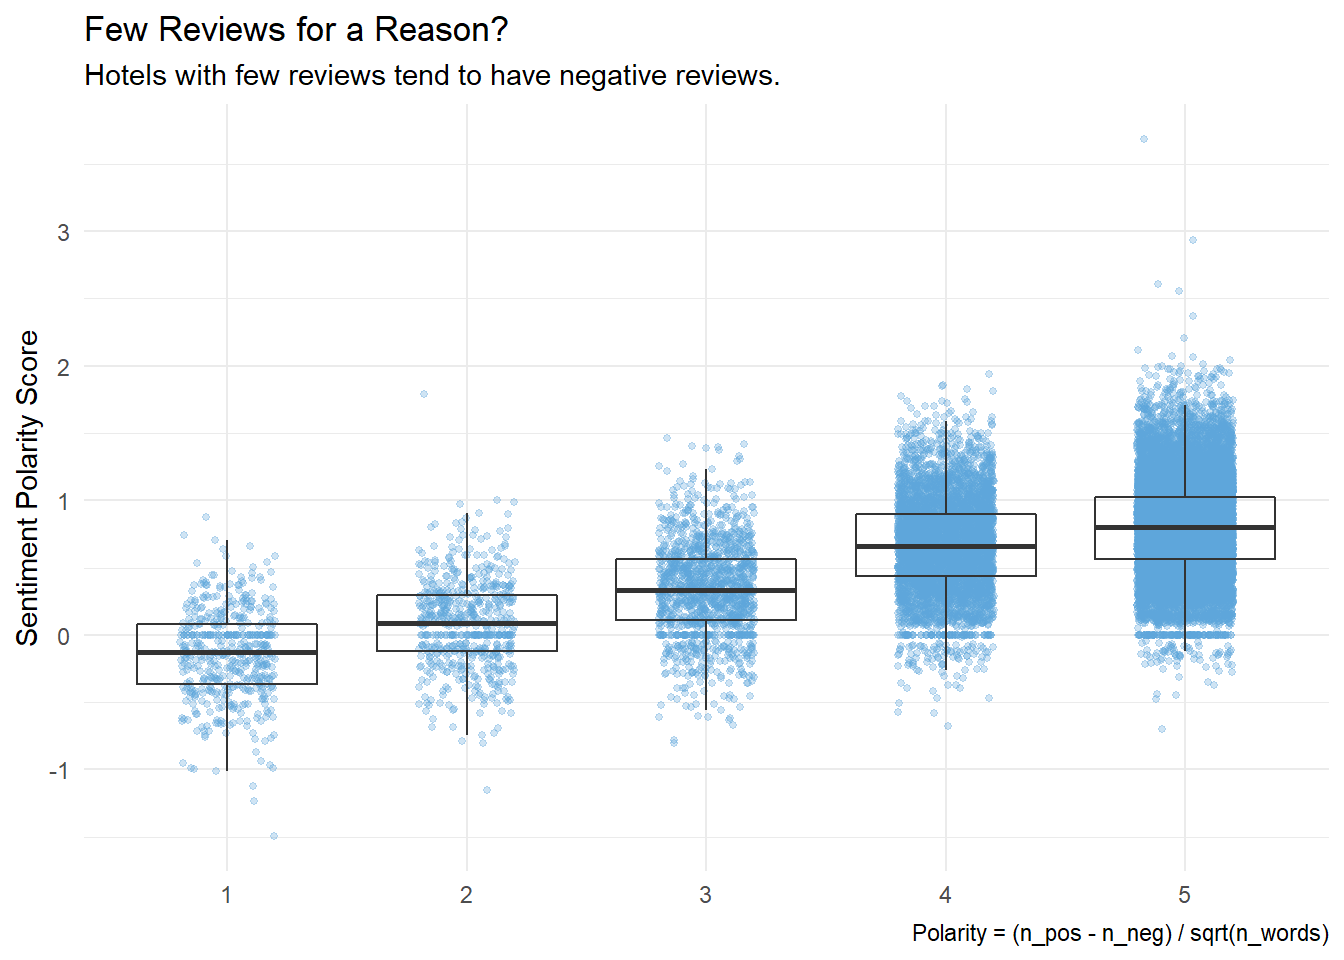 Few Reviews for a Reason?
Hotels with few reviews tend to have negative reviews.
Sentiment Polarity Score
3
2
1
0
-1
1 2 3 4 5
Polarity = (n_pos - n_neg) / sqrt(n_words)